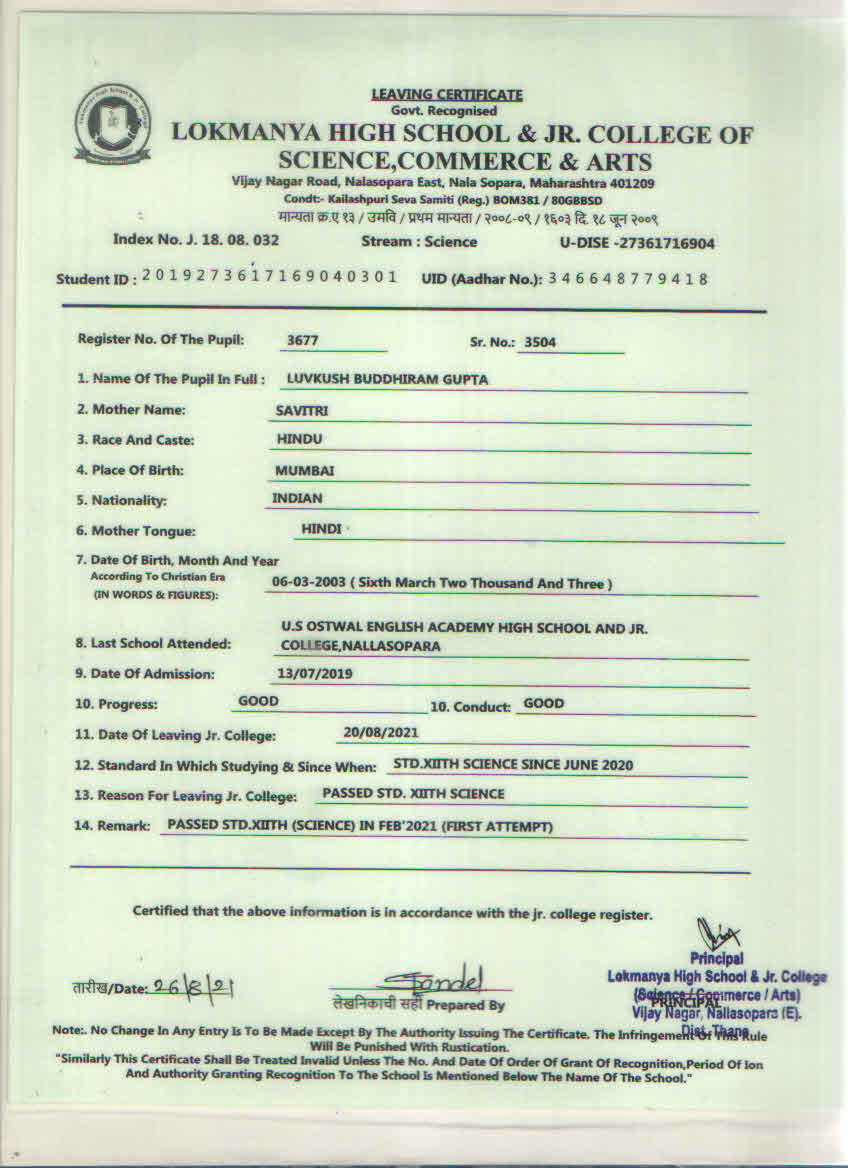 LEAVING CERTIFICATE
Govt. Recognised
LOKMANYA HIGH SCHOOL & JR. COLLEGE OF
SCIENCE,COMMERCE & ARTS
Vijay Nagar Road, Nalasopara East, Nala Sopara, Maharashtra 401209
Condt:- Kailashpuri Seva Samiti (Reg.) BOM381 / 80GBBSD
मान्यता क्र.ए १३ / उमवि / प्रथम मान्यता / २००८-०९ / १६०३ दि. १८ जून २००९
Index No. J. 18. 08. 032 Stream : Science U-DISE -27361716904
Student ID : 2019273617169040301 UID (Aadhar No.): 346648779418
Register No. Of The Pupil: 3677 Sr. No.: 3504
1. Name Of The Pupil In Full : LUVKUSH BUDDHIRAM GUPTA
2. Mother Name: SAVITRI
3. Race And Caste: HINDU
4. Place Of Birth: MUMBAI
5. Nationality: INDIAN
6. Mother Tongue: HINDI
7. Date Of Birth, Month And Year
According To Christian Era
(IN WORDS & FIGURES): 06-03-2003 ( Sixth March Two Thousand And Three )
U.S OSTWAL ENGLISH ACADEMY HIGH SCHOOL AND JR.
8. Last School Attended: COLLEGE,NALLASOPARA
9. Date Of Admission: 13/07/2019
10. Progress: GOOD 10. Conduct: GOOD
11. Date Of Leaving Jr. College: 20/08/2021
12. Standard In Which Studying & Since When: STD.XIITH SCIENCE SINCE JUNE 2020
13. Reason For Leaving Jr. College: PASSED STD. XIITH SCIENCE
14. Remark: PASSED STD.XIITH (SCIENCE) IN FEB'2021 (FIRST ATTEMPT)
Certified that the above information is in accordance with the jr. college register.
Principal
Lokmanya High School & Jr. College
(Science / Commerce / Arts)
PRINCIPAL
Vijay Nagar, Nallasopara (E).
Dist. Thane
तारीख/Date: 26/8/21
लेखनिकाची सही Prepared By
Note:. No Change In Any Entry Is To Be Made Except By The Authority Issuing The Certificate. The Infringement Of This Rule
Will Be Punished With Rustication.
"Similarly This Certificate Shall Be Treated Invalid Unless The No. And Date Of Order Of Grant Of Recognition,Period Of Ion
And Authority Granting Recognition To The School Is Mentioned Below The Name Of The School."